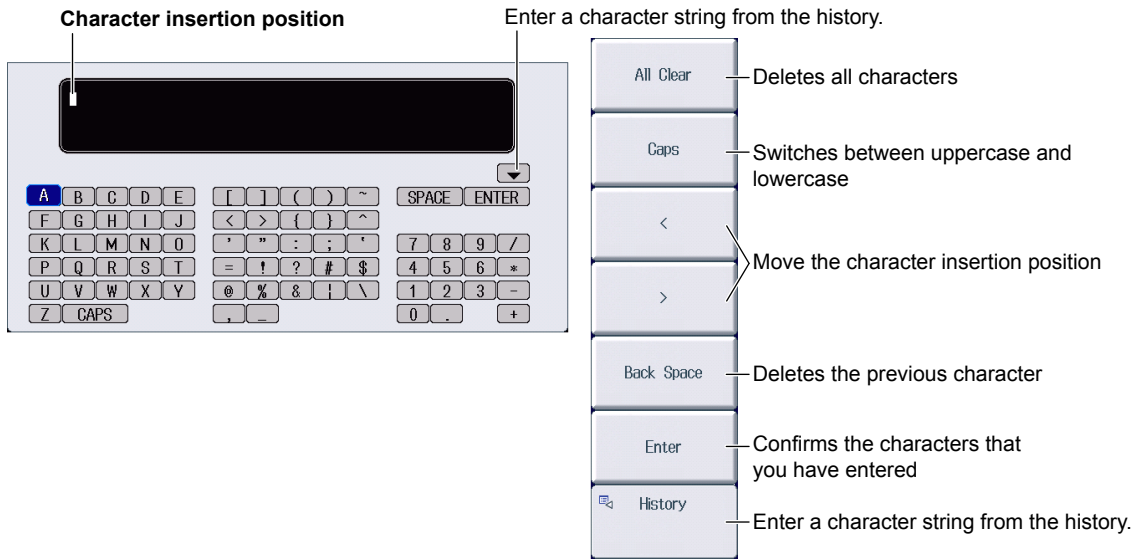 Character insertion position
Enter a character string from the history.
A B C D E [ ] ( ) ~ SPACE ENTER
F G H I J < > { } ^
K L M N O ' " : ; ‘ 7 8 9 /
P Q R S T = ! ? # $ 4 5 6 *
U V W X Y @ % & ¦ \ 1 2 3 -
Z CAPS , _ 0 . +
All Clear
Deletes all characters
Caps
Switches between uppercase and
lowercase
<
>
Move the character insertion position
Back Space
Deletes the previous character
Enter
Confirms the characters that
you have entered
History
Enter a character string from the history.